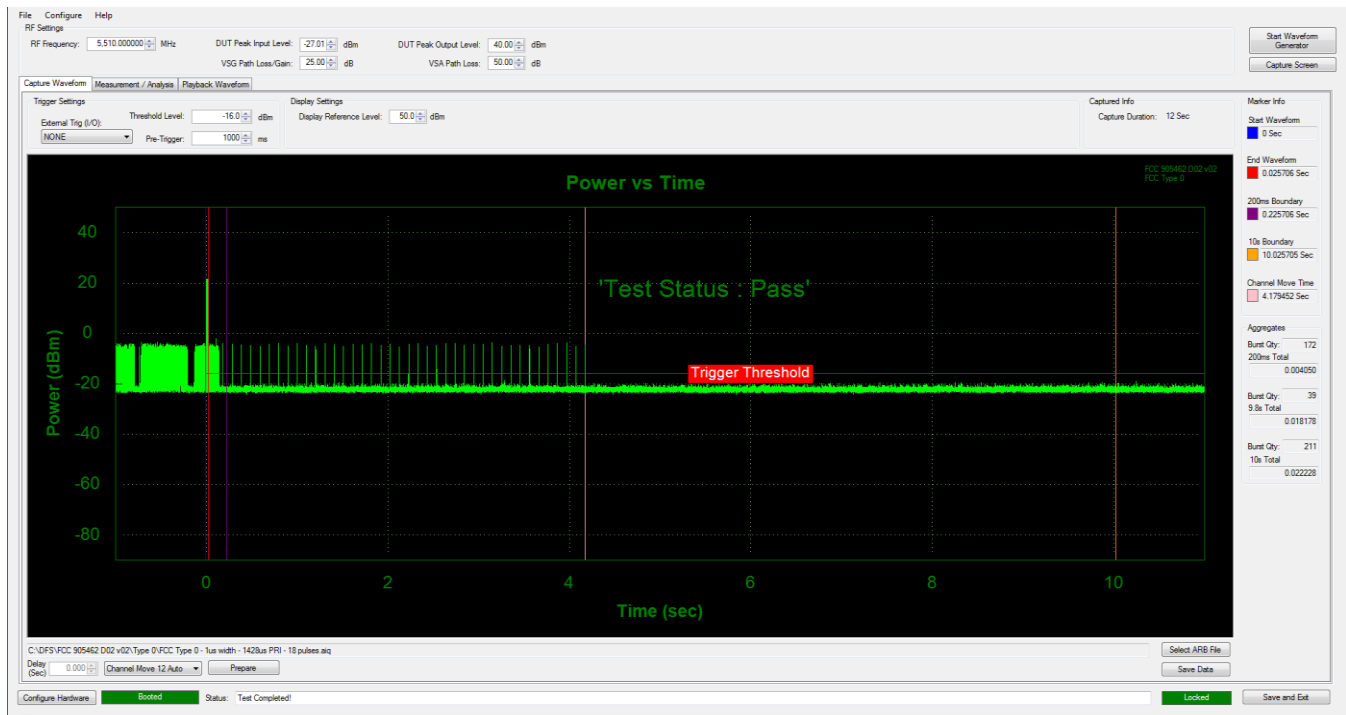 File Configure Help
RF Settings
RF Frequency: 5,510.000000 MHz DUT Peak Input Level: -27.01 dBm DUT Peak Output Level: 40.00 dBm
VSG Path Loss/Gain: 25.00 dB VSA Path Loss: 50.00 dB
Start Waveform
Generator
Capture Screen
Capture Waveform Measurement / Analysis Playback Waveform
Trigger Settings
External Trig (I/O):
NONE
Threshold Level: -16.0 dBm
Pre-Trigger: 1000 ms
Display Settings
Display Reference Level: 50.0 dBm
Captured Info
Capture Duration: 12 Sec
Power vs Time
FCC 905462 D02 v02
FCC Type:0
'Test Status : Pass'
Trigger Threshold
Power (dBm)
40
20
0
-20
-40
-60
-80
0 2 4 6 8 10
Time (sec)
Marker Info
Start Waveform
0 Sec
End Waveform
0.025706 Sec
200ms Boundary
0.225706 Sec
10s Boundary
10.025705 Sec
Channel Move Time
4.179452 Sec
Aggregates
Burst Qty: 172
200ms Total
0.004050
Burst Qty: 39
9.8s Total
0.018178
Burst Qty: 211
10s Total
0.022228
C:\DFS\FCC 905462 D02 v02\Type 0\FCC Type 0 - 1us width - 1428us PRI - 18 pulses.aiq
Select ARB File
Delay
(Sec) 0.000 Channel Move 12 Auto Prepare
Save Data
Configure Hardware Booted Status: Test Completed! Locked Save and Exit